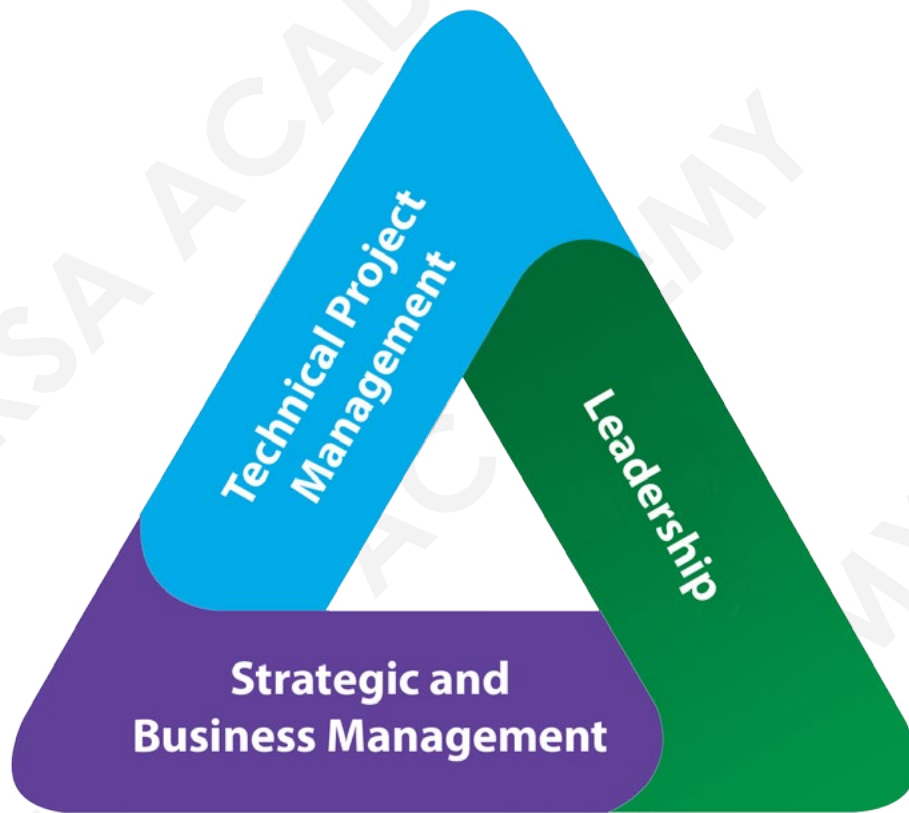 Technical Project
Management
Leadership
Strategic and
Business Management